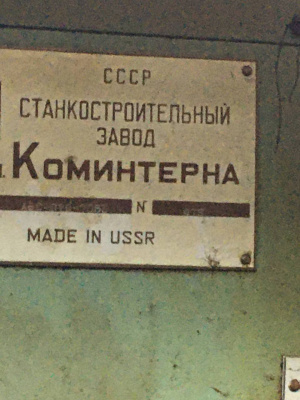 СССР
СТАНКОСТРОИТЕЛЬНЫЙ
ЗАВОД
КОМИНТЕРНА
N
MADE IN USSR